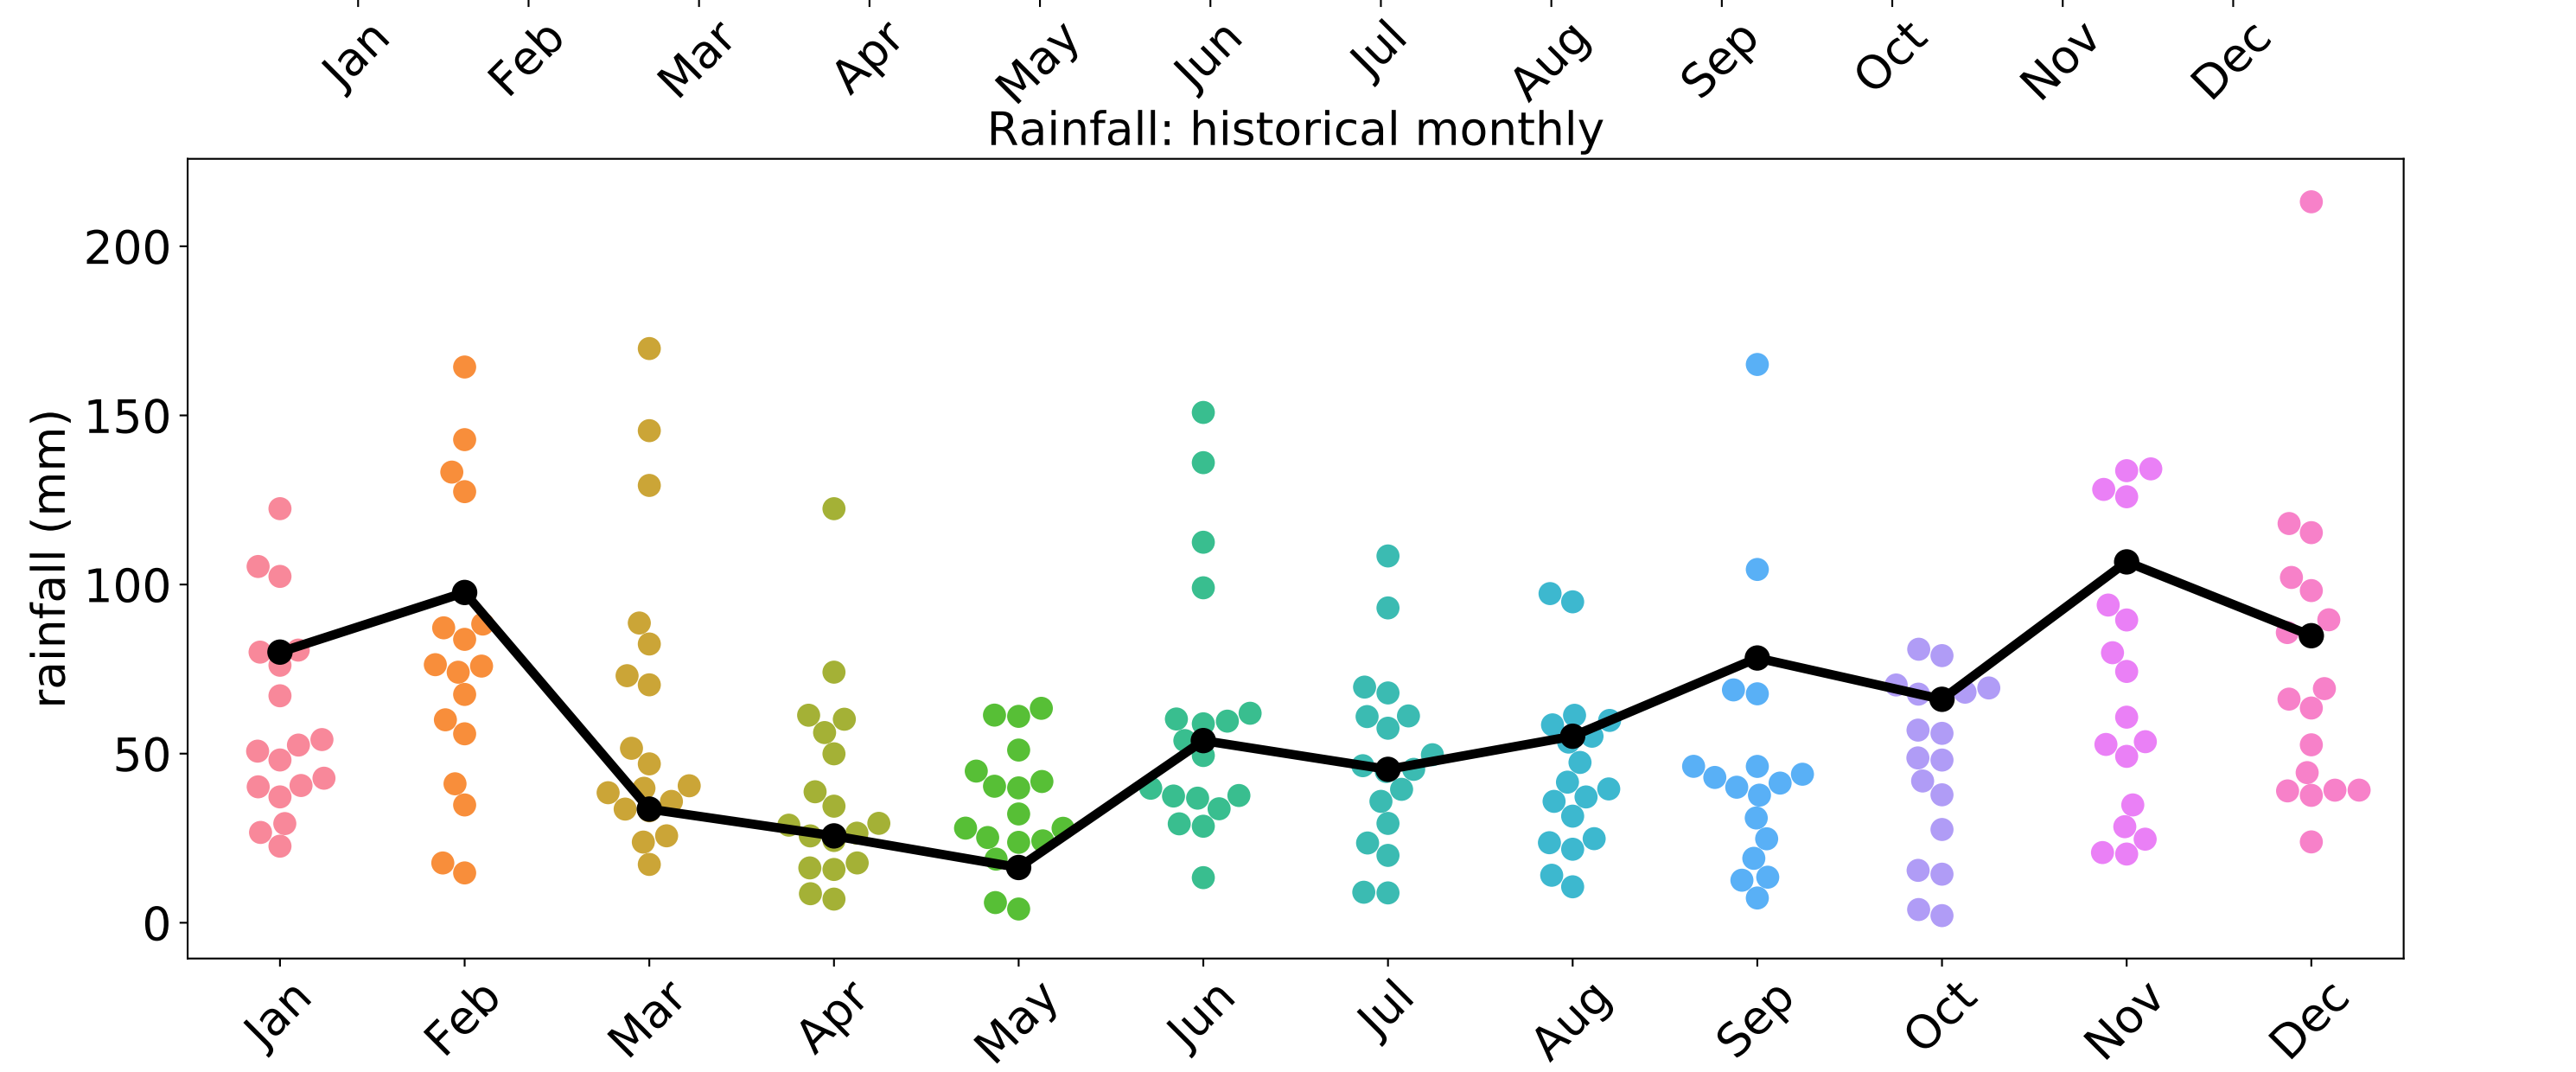 Jan Feb Mar Apr May Jun Jul Aug Sep Oct Nov Dec
Rainfall: historical monthly
rainfall (mm)
200
150
100
50
0
Jan Feb Mar Apr May Jun Jul Aug Sep Oct Nov Dec